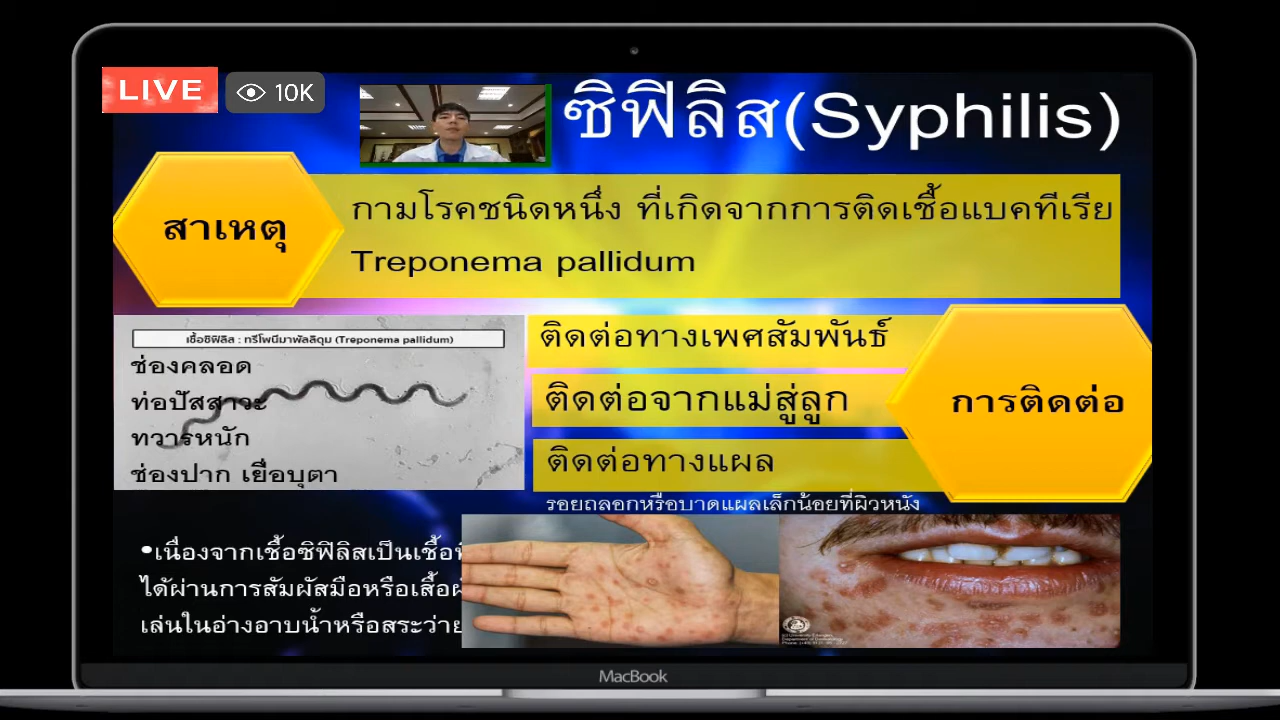 LIVE
10K
ซิฟิลิส(Syphilis)
สาเหตุ
กามโรคชนิดหนึ่ง ที่เกิดจากการติดเชื้อแบคทีเรีย
Treponema pallidum
เชื้อซิฟิลิส : ทรีโพนีมาพัลลิดุม (Treponema pallidum)
ช่องคลอด
ท่อปัสสาวะ
ทวารหนัก
ช่องปาก เยื่อบุตา
ติดต่อทางเพศสัมพันธ์
ติดต่อจากแม่สู่ลูก
ติดต่อทางแผล
รอยถลอกหรือบาดแผลเล็กน้อยที่ผิวหนัง
การติดต่อ
•เนื่องจากเชื้อซิฟิลิสเป็นเชื้อ
ได้ผ่านการสัมผัสมือหรือเสื้อ
เล่นในอ่างอาบน้ำหรือสระว่าย
MacBook